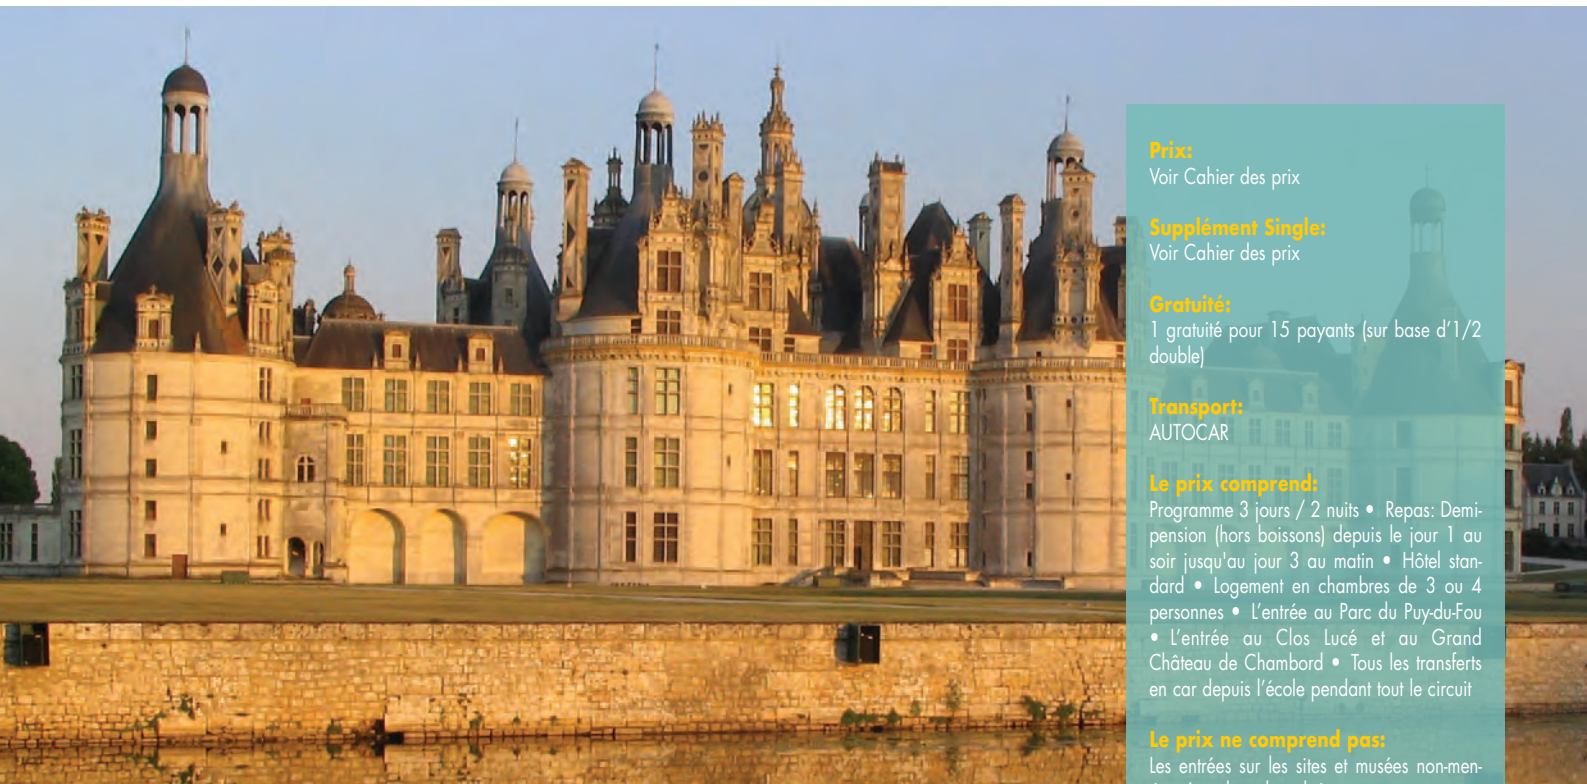 Prix:
Voir Cahier des prix
Supplément Single:
Voir Cahier des prix
Gratuité:
1 gratuité pour 15 payants (sur base d’1/2
double)
Transport:
AUTOCAR
Le prix comprend:
Programme 3 jours / 2 nuits • Repas: Demi-
pension (hors boissons) depuis le jour 1 au
soir jusqu'au jour 3 au matin • Hôtel stan-
dard • Logement en chambres de 3 ou 4
personnes • L’entrée au Parc du Puy-du-Fou
• L’entrée au Clos Lucé et au Grand
Château de Chambord • Tous les transferts
en car depuis l’école pendant tout le circuit
Le prix ne comprend pas:
Les entrées sur les sites et musées non-men-